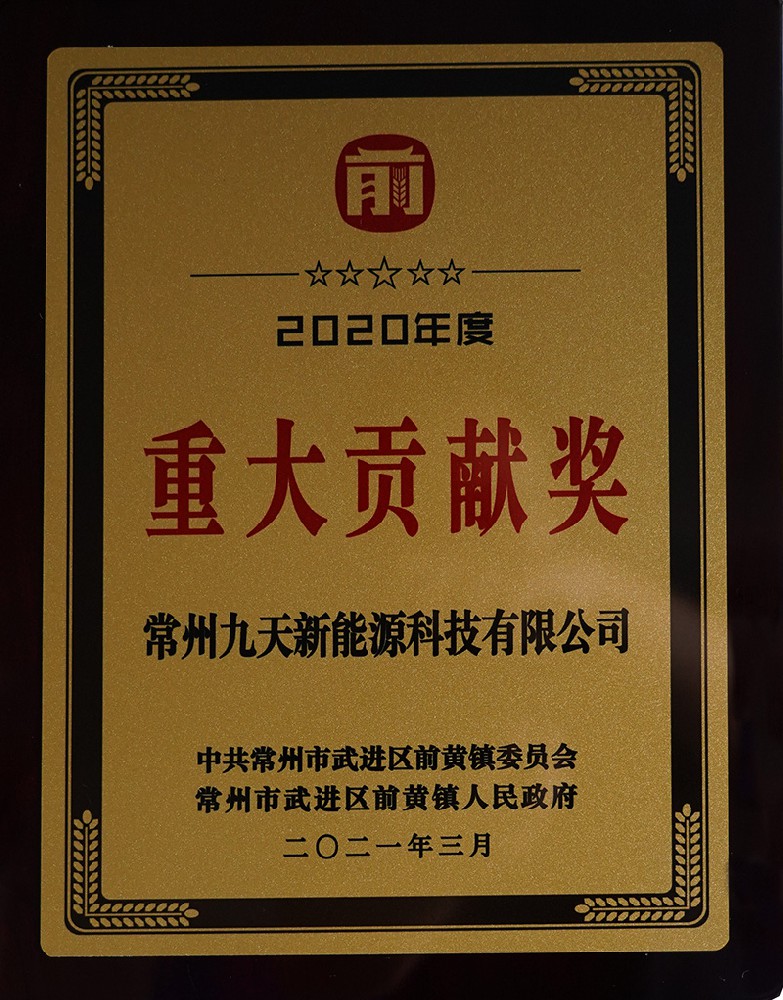 前
2020年度
重大贡献奖
常州九天新能源科技有限公司
中共常州市武进区前黄镇委员会
常州市武进区前黄镇人民政府
二〇二一年三月